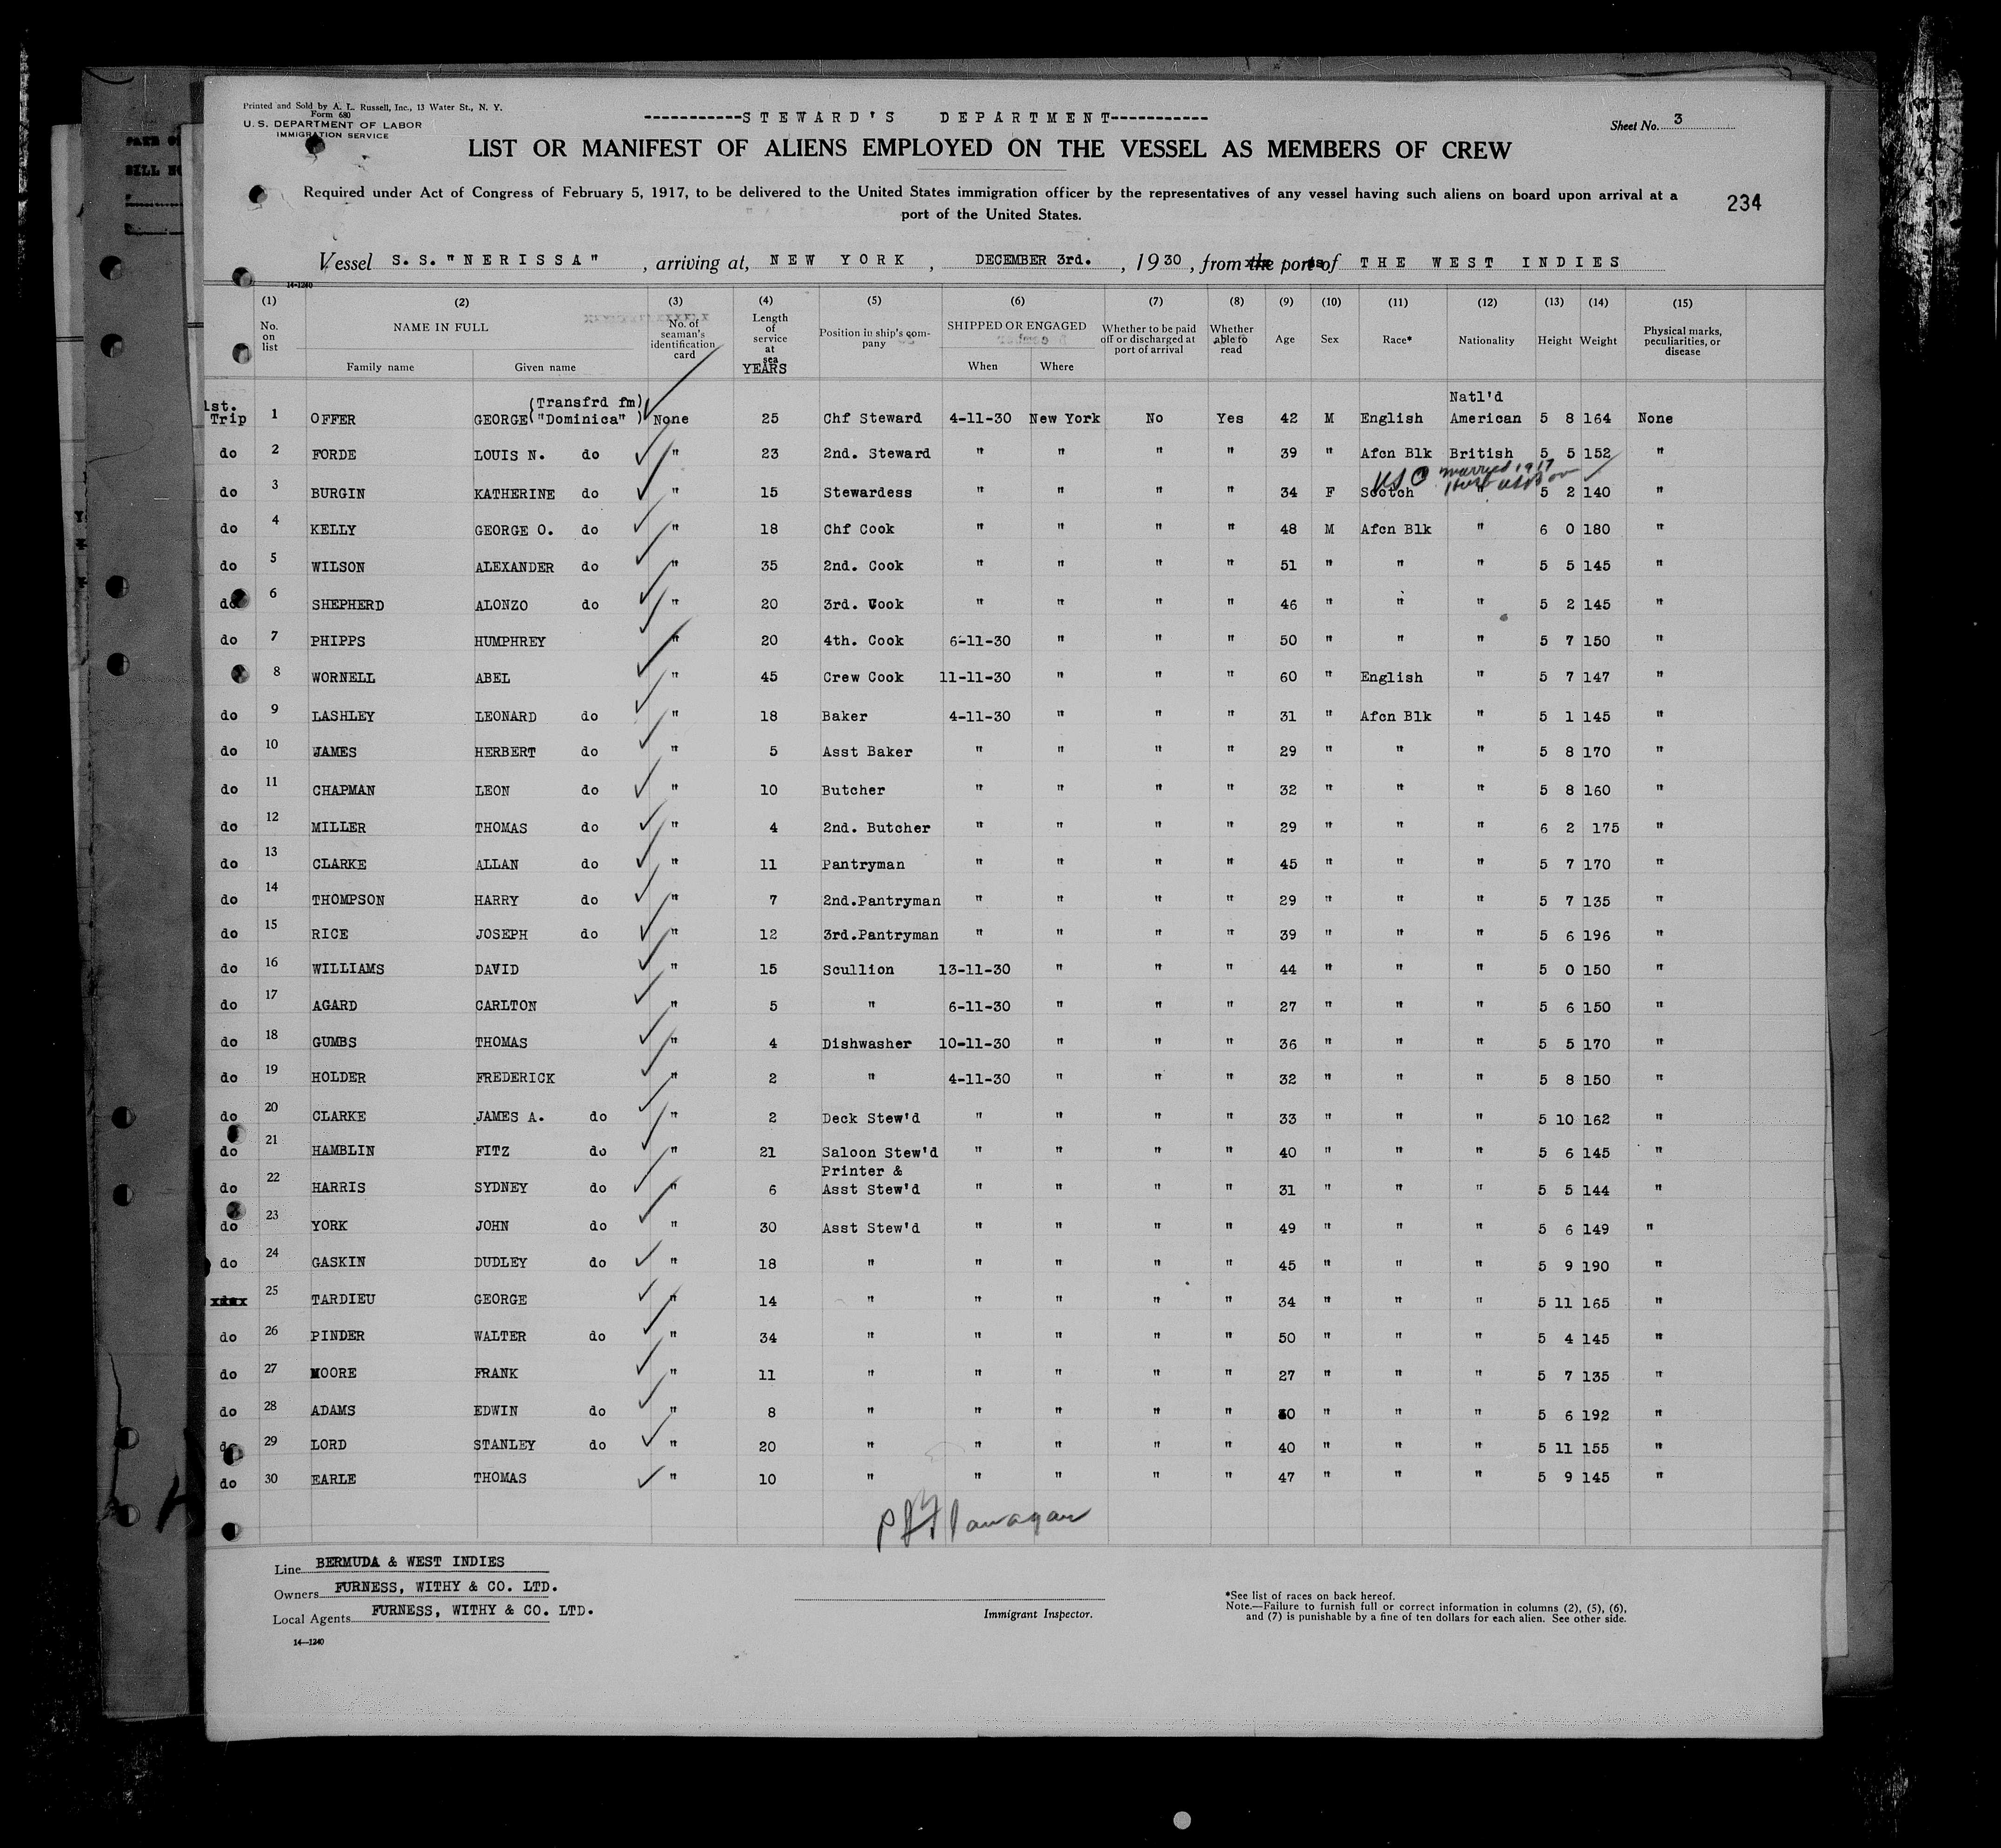 Printed and Sold by A. L. Russell, Inc., 13 Water St., N. Y.
Form 680
U. S. DEPARTMENT OF LABOR
IMMIGRATION SERVICE
-----------STEWARD'S DEPARTMENT-----------
Sheet No. 3
LIST OR MANIFEST OF ALIENS EMPLOYED ON THE VESSEL AS MEMBERS OF CREW
Required under Act of Congress of February 5, 1917, to be delivered to the United States immigration officer by the representatives of any vessel having such aliens on board upon arrival at a
port of the United States.
234
Vessel S. S. "NERISSA", arriving at, NEW YORK, DECEMBER 3rd., 1930, from the ports of THE WEST INDIES
14-1240
(1) (2) (3) (4) (5) (6) (7) (8) (9) (10) (11) (12) (13) (14) (15)
No. on list NAME IN FULL Family name Given name No. of seaman's identification card Length of service at sea YEARS Position in ship's company SHIPPED OR ENGAGED When Where Whether to be paid off or discharged at port of arrival Whether able to read Age Sex Race* Nationality Height Weight Physical marks, peculiarities, or disease
1st. Trip 1 OFFER GEORGE (Transfrd fm) ("Dominica") None 25 Chf Steward 4-11-30 New York No Yes 42 M English Natl'd American 5 8 164 None
do 2 FORDE LOUIS N. do " 23 2nd. Steward " " " " 39 " Afcn Blk British 5 5 152 "
USC married 1917
do 3 BURGIN KATHERINE do " 15 Stewardess " " " " 34 F Scotch " 5 2 140 "
do 4 KELLY GEORGE O. do " 18 Chf Cook " " " " 48 M Afcn Blk " 6 0 180 "
do 5 WILSON ALEXANDER do " 35 2nd. Cook " " " " 51 " " " 5 5 145 "
do 6 SHEPHERD ALONZO do " 20 3rd. Cook " " " " 46 " " " 5 2 145 "
do 7 PHIPPS HUMPHREY " 20 4th. Cook 6-11-30 " " " 50 " " " 5 7 150 "
8 WORNELL ABEL " 45 Crew Cook 11-11-30 " " " 60 " English " 5 7 147 "
do 9 LASHLEY LEONARD do " 18 Baker 4-11-30 " " " 31 " Afcn Blk " 5 1 145 "
do 10 JAMES HERBERT do " 5 Asst Baker " " " " 29 " " " 5 8 170 "
do 11 CHAPMAN LEON do " 10 Butcher " " " " 32 " " " 5 8 160 "
do 12 MILLER THOMAS do " 4 2nd. Butcher " " " " 29 " " " 6 2 175 "
do 13 CLARKE ALLAN do " 11 Pantryman " " " " 45 " " " 5 7 170 "
do 14 THOMPSON HARRY do " 7 2nd.Pantryman " " " " 29 " " " 5 7 135 "
do 15 RICE JOSEPH do " 12 3rd.Pantryman " " " " 39 " " " 5 6 196 "
do 16 WILLIAMS DAVID " 15 Scullion 13-11-30 " " " 44 " " " 5 0 150 "
do 17 AGARD CARLTON " 5 " 6-11-30 " " " 27 " " " 5 6 150 "
do 18 GUMBS THOMAS " 4 Dishwasher 10-11-30 " " " 36 " " " 5 5 170 "
do 19 HOLDER FREDERICK " 2 " 4-11-30 " " " 32 " " " 5 8 150 "
do 20 CLARKE JAMES A. do " 2 Deck Stew'd " " " " 33 " " " 5 10 162 "
do 21 HAMBLIN FITZ do " 21 Saloon Stew'd " " " " 40 " " " 5 6 145 "
do 22 HARRIS SYDNEY do " 6 Printer & Asst Stew'd " " " " 31 " " " 5 5 144 "
do 23 YORK JOHN do " 30 Asst Stew'd " " " " 49 " " " 5 6 149 "
do 24 GASKIN DUDLEY do " 18 " " " " " 45 " " " 5 9 190 "
25 TARDIEU GEORGE " 14 " " " " " 34 " " " 5 11 165 "
do 26 PINDER WALTER do " 34 " " " " " 50 " " " 5 4 145 "
do 27 MOORE FRANK " 11 " " " " " 27 " " " 5 7 135 "
do 28 ADAMS EDWIN do " 8 " " " " " " " " 5 6 192 "
do 29 LORD STANLEY do " 20 " " " " " 40 " " " 5 11 155 "
do 30 EARLE THOMAS " 10 " " " " " 47 " " " 5 9 145 "
Flanagan
Line BERMUDA & WEST INDIES
Owners FURNESS, WITHY & CO. LTD.
Local Agents FURNESS, WITHY & CO. LTD.
14—1240
Immigrant Inspector.
*See list of races on back hereof.
Note.—Failure to furnish full or correct information in columns (2), (5), (6),
and (7) is punishable by a fine of ten dollars for each alien. See other side.